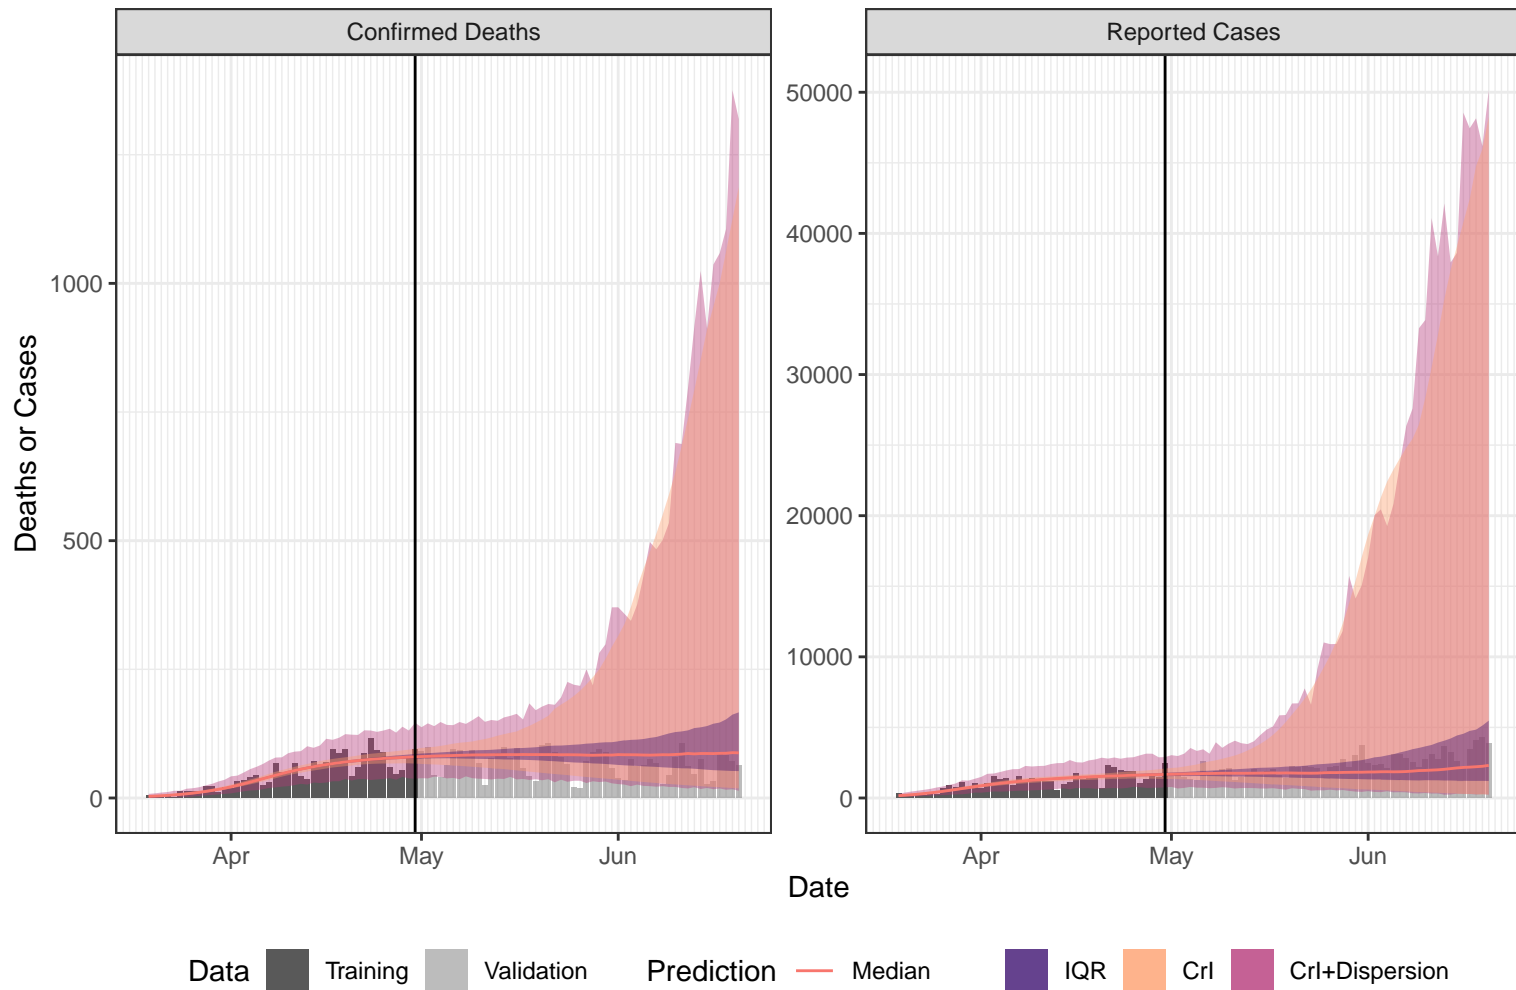 Confirmed Deaths
Reported Cases
Deaths or Cases
1000
500
0
50000
40000
30000
20000
10000
0
Apr
May
Jun
Apr
May
Jun
Date
Data Training Validation Prediction Median IQR CrI CrI+Dispersion